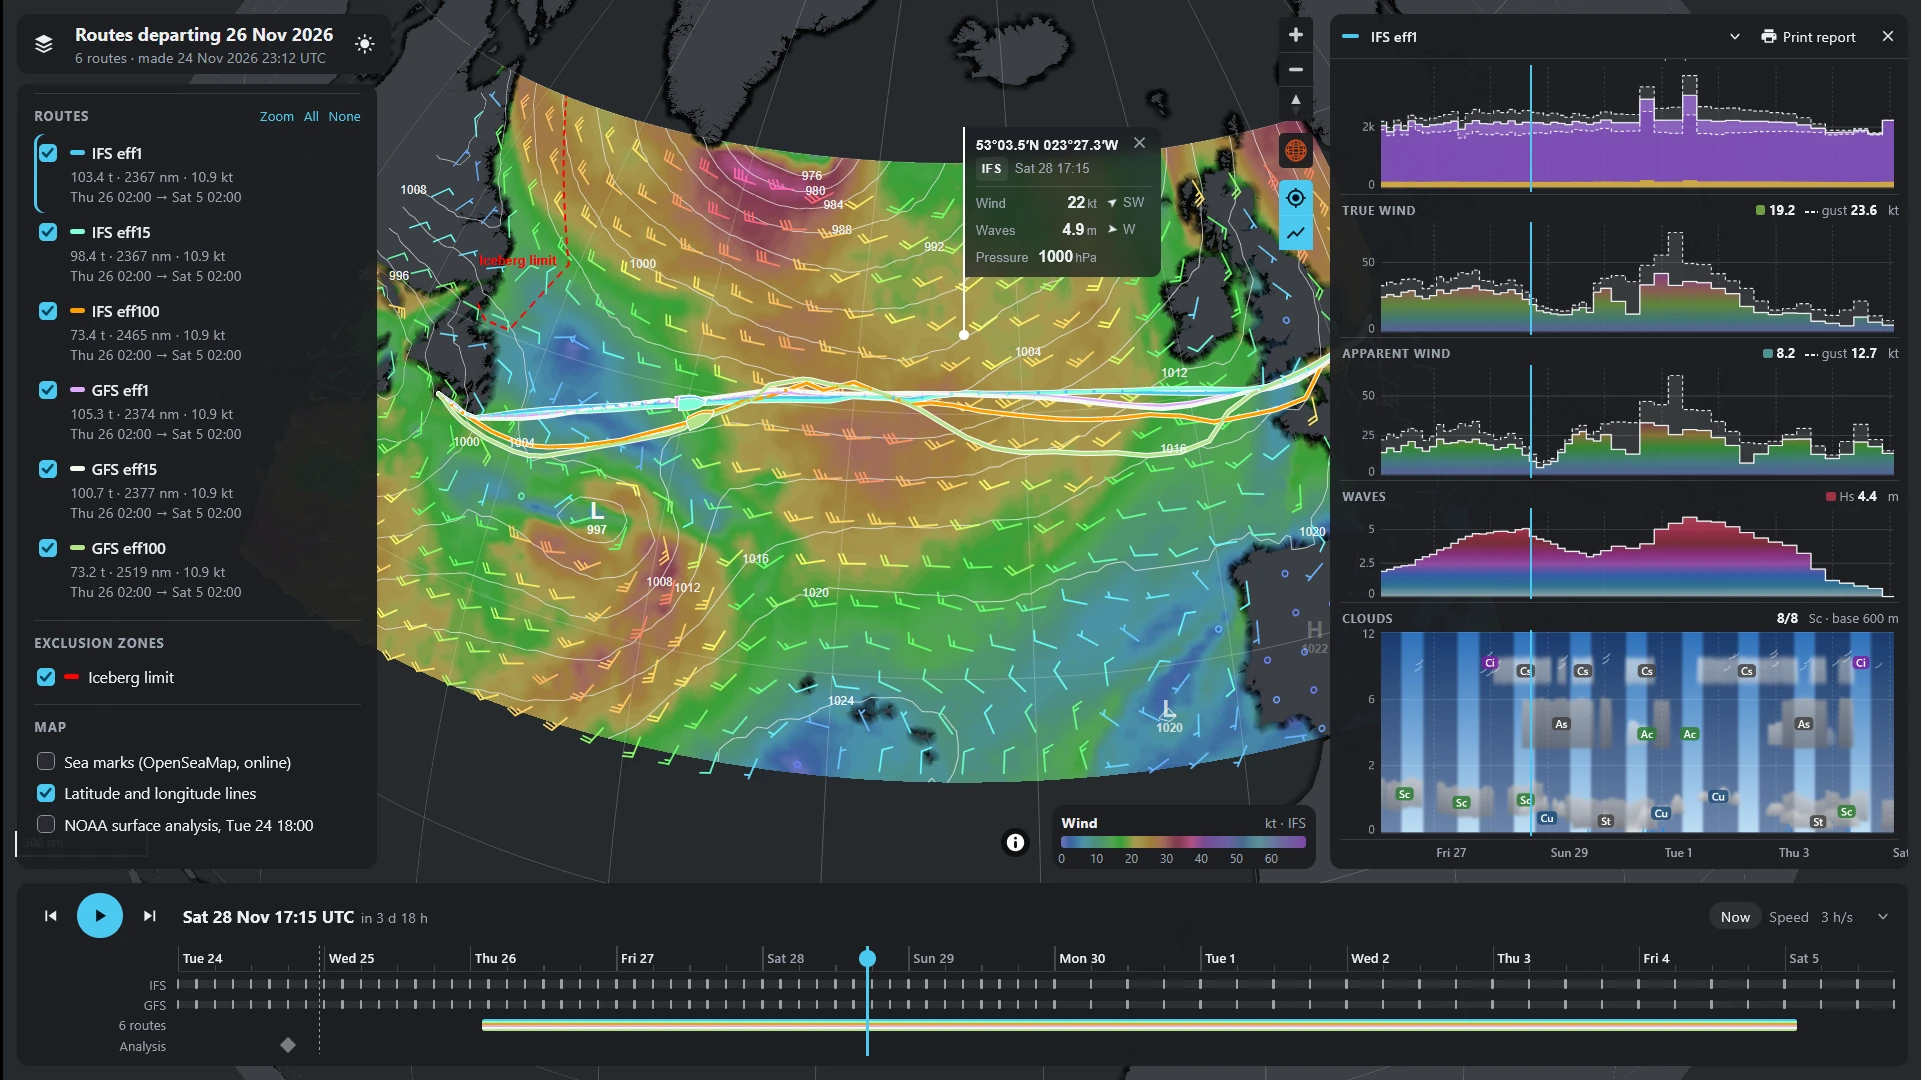 Routes departing 26 Nov 2026
6 routes · made 24 Nov 2026 23:12 UTC
ROUTES
Zoom All None
IFS eff1
103.4 t · 2367 nm · 10.9 kt
Thu 26 02:00 → Sat 5 02:00
IFS eff15
98.4 t · 2367 nm · 10.9 kt
Thu 26 02:00 → Sat 5 02:00
IFS eff100
73.4 t · 2465 nm · 10.9 kt
Thu 26 02:00 → Sat 5 02:00
GFS eff1
105.3 t · 2374 nm · 10.9 kt
Thu 26 02:00 → Sat 5 02:00
GFS eff15
100.7 t · 2377 nm · 10.9 kt
Thu 26 02:00 → Sat 5 02:00
GFS eff100
73.2 t · 2519 nm · 10.9 kt
Thu 26 02:00 → Sat 5 02:00
EXCLUSION ZONES
Iceberg limit
MAP
Sea marks (OpenSeaMap, online)
Latitude and longitude lines
NOAA surface analysis, Tue 24 18:00
300 nm
976
980
984
988
992
1008
996
1000
Iceberg limit
1004
1012
1000
1004
1016
L
997
1008
1012
1016
1020
1020
1024
L
1020
H
1022
53°03.5′N 023°27.3′W
IFS Sat 28 17:15
Wind 22 kt SW
Waves 4.9 m W
Pressure 1000 hPa
Wind kt · IFS
0 10 20 30 40 50 60
IFS eff1
Print report
2k
0
TRUE WIND 19.2 gust 23.6 kt
50
0
APPARENT WIND 8.2 gust 12.7 kt
50
25
0
WAVES Hs 4.4 m
5
2.5
0
CLOUDS 8/8 Sc · base 600 m
12
6
2
0
Ci Cs Cs Cs Cs Ci
As Ac Ac As
Sc Sc Sc Cu St Cu Cu St Sc
Fri 27 Sun 29 Tue 1 Thu 3 Sat
Sat 28 Nov 17:15 UTC in 3 d 18 h
Now Speed 3 h/s
Tue 24 Wed 25 Thu 26 Fri 27 Sat 28 Sun 29 Mon 30 Tue 1 Wed 2 Thu 3 Fri 4 Sat 5
IFS
GFS
6 routes
Analysis